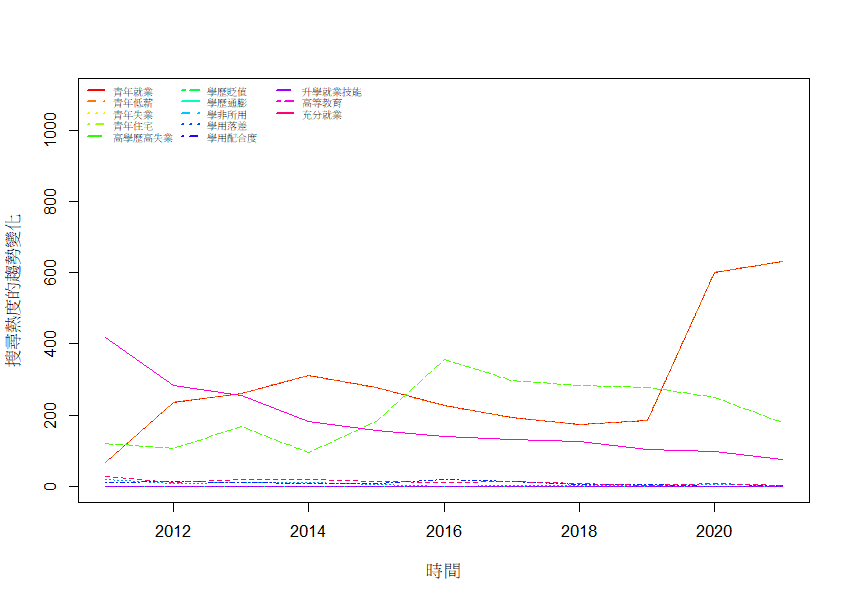 青年就業
青年低薪
青年失業
青年住宅
高學歷高失業
學歷貶值
學歷通膨
學非所用
學用落差
學用配合度
升學就業技能
高等教育
充分就業
1000
800
600
400
200
0
搜尋熱度的趨勢變化
2012 2014 2016 2018 2020
時間